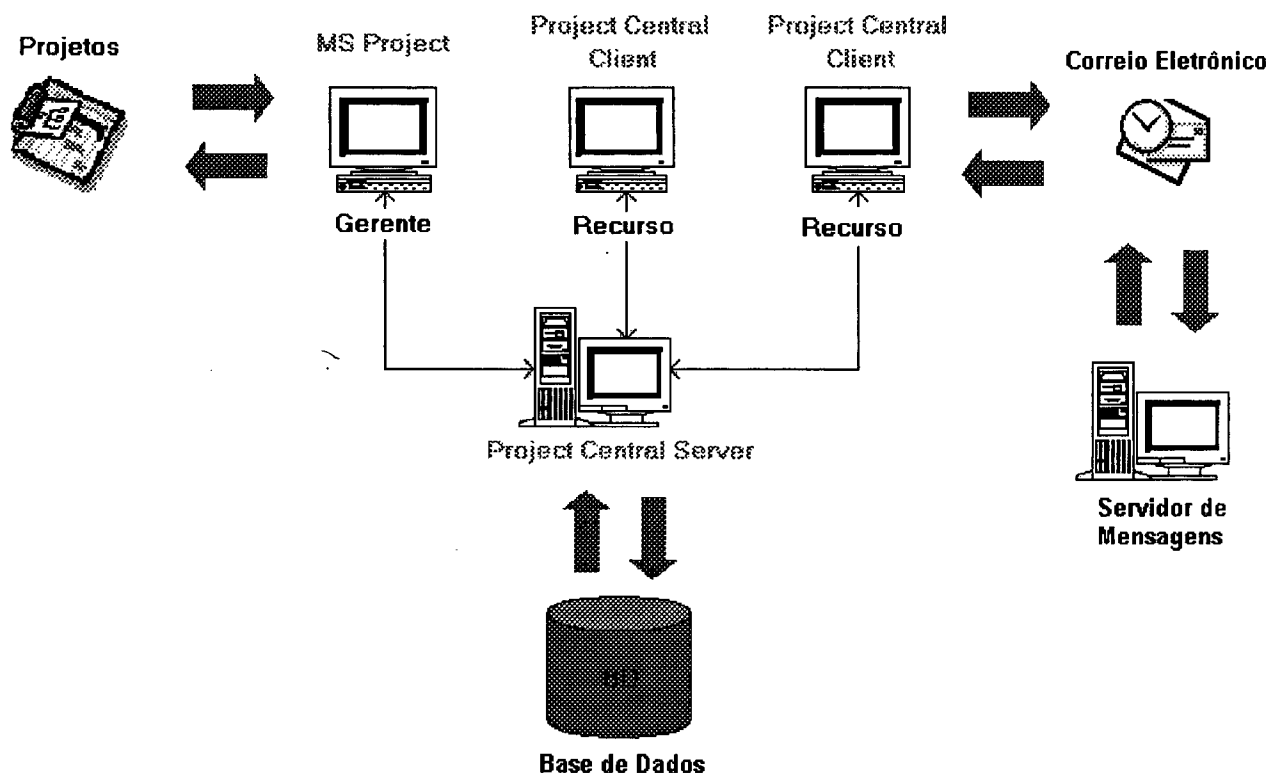 Projetos
MS Project
Project Central
Client
Project Central
Client
Correio Eletrônico
Gerente
Recurso
Recurso
Project Central Server
Servidor de
Mensagens
BD
Base de Dados